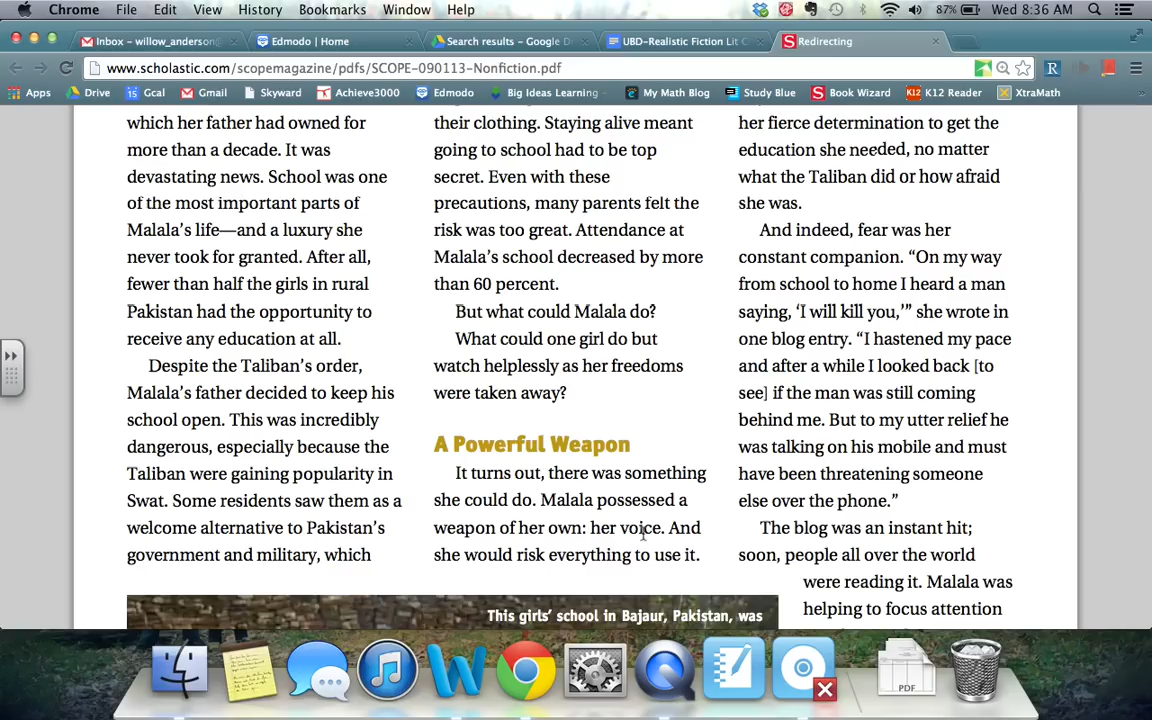 Chrome File Edit View History Bookmarks Window Help 87% Wed 8:36 AM
Inbox – willow_anderson@
Edmodo | Home
Search results – Google D
UBD-Realistic Fiction Lit C
Redirecting
www.scholastic.com/scopemagazine/pdfs/SCOPE-090113-Nonfiction.pdf
Apps Drive Gcal Gmail Skyward Achieve3000 Edmodo Big Ideas Learning My Math Blog Study Blue Book Wizard K12 Reader XtraMath
which her father had owned for
more than a decade. It was
devastating news. School was one
of the most important parts of
Malala's life—and a luxury she
never took for granted. After all,
fewer than half the girls in rural
Pakistan had the opportunity to
receive any education at all.
Despite the Taliban's order,
Malala's father decided to keep his
school open. This was incredibly
dangerous, especially because the
Taliban were gaining popularity in
Swat. Some residents saw them as a
welcome alternative to Pakistan's
government and military, which
their clothing. Staying alive meant
going to school had to be top
secret. Even with these
precautions, many parents felt the
risk was too great. Attendance at
Malala's school decreased by more
than 60 percent.
But what could Malala do?
What could one girl do but
watch helplessly as her freedoms
were taken away?
A Powerful Weapon
It turns out, there was something
she could do. Malala possessed a
weapon of her own: her voice. And
she would risk everything to use it.
her fierce determination to get the
education she needed, no matter
what the Taliban did or how afraid
she was.
And indeed, fear was her
constant companion. "On my way
from school to home I heard a man
saying, 'I will kill you,'" she wrote in
one blog entry. "I hastened my pace
and after a while I looked back [to
see] if the man was still coming
behind me. But to my utter relief he
was talking on his mobile and must
have been threatening someone
else over the phone."
The blog was an instant hit;
soon, people all over the world
were reading it. Malala was
helping to focus attention
This girls' school in Bajaur, Pakistan, was
PDF